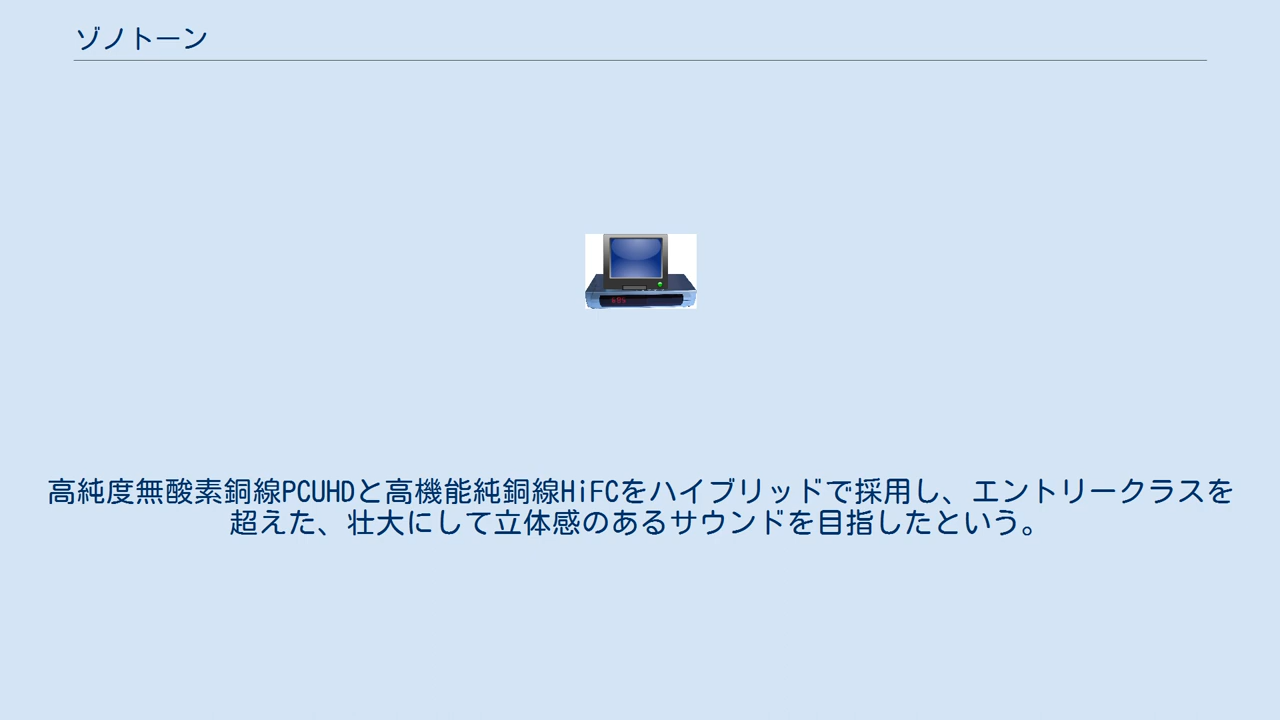 ゾノトーン
685
高純度無酸素銅線PCUHDと高機能純銅線HiFCをハイブリッドで採用し、エントリークラスを
超えた、壮大にして立体感のあるサウンドを目指したという。